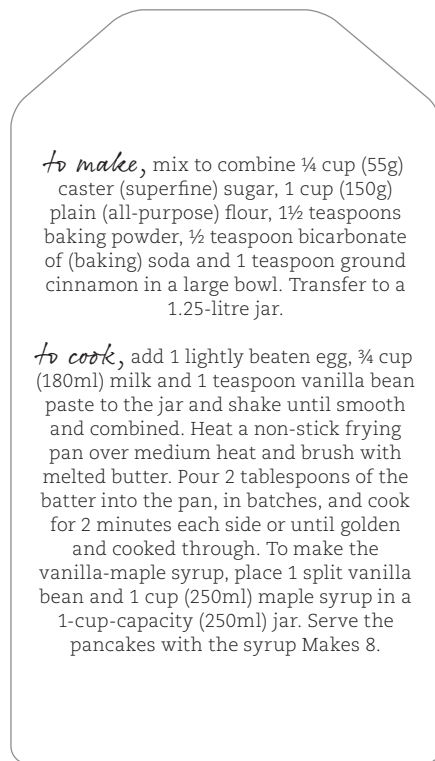 to make, mix to combine ¼ cup (55g)
caster (superfine) sugar, 1 cup (150g)
plain (all-purpose) flour, 1½ teaspoons
baking powder, ½ teaspoon bicarbonate
of (baking) soda and 1 teaspoon ground
cinnamon in a large bowl. Transfer to a
1.25-litre jar.
to cook, add 1 lightly beaten egg, ¾ cup
(180ml) milk and 1 teaspoon vanilla bean
paste to the jar and shake until smooth
and combined. Heat a non-stick frying
pan over medium heat and brush with
melted butter. Pour 2 tablespoons of the
batter into the pan, in batches, and cook
for 2 minutes each side or until golden
and cooked through. To make the
vanilla-maple syrup, place 1 split vanilla
bean and 1 cup (250ml) maple syrup in a
1-cup-capacity (250ml) jar. Serve the
pancakes with the syrup Makes 8.